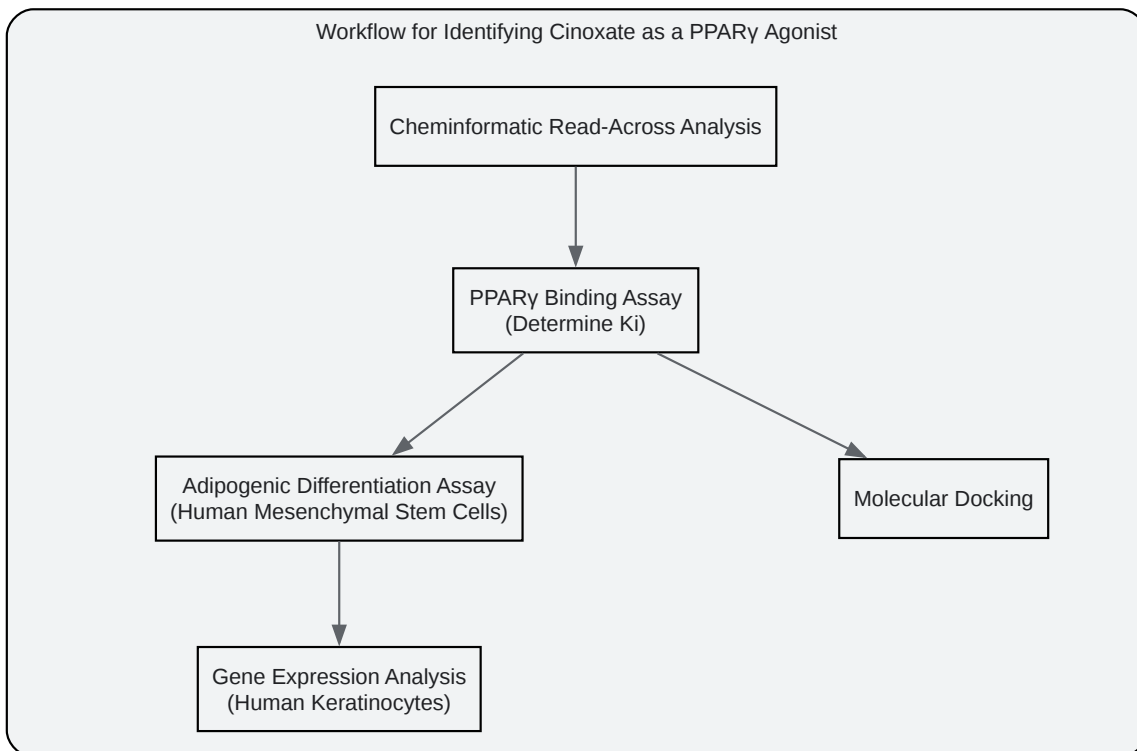 Workflow for Identifying Cinoxate as a PPARγ Agonist
Cheminformatic Read-Across Analysis
PPARγ Binding Assay
(Determine Ki)
Adipogenic Differentiation Assay
(Human Mesenchymal Stem Cells)
Molecular Docking
Gene Expression Analysis
(Human Keratinocytes)